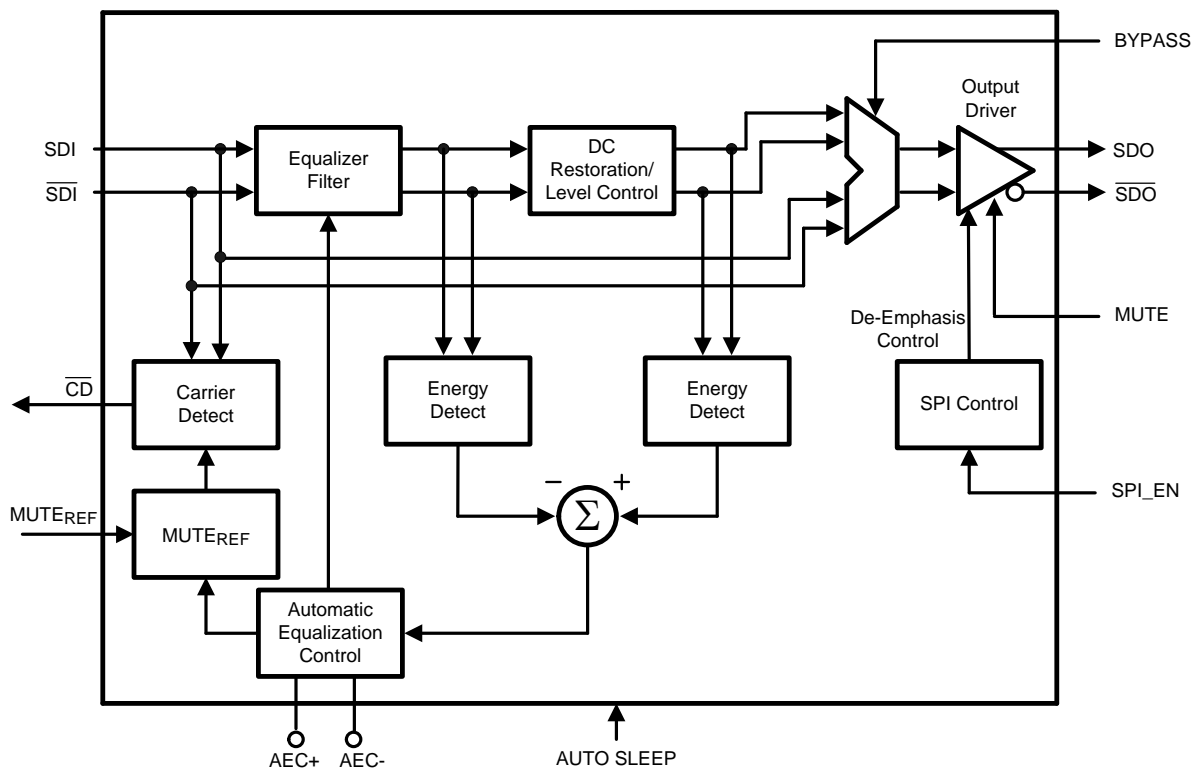 BYPASS
Output
Driver
SDI
SDI
Equalizer
Filter
DC
Restoration/
Level Control
SDO
SDO
MUTE
De-Emphasis
Control
CD
Carrier
Detect
Energy
Detect
Energy
Detect
SPI Control
− +
Σ
SPI_EN
MUTEREF
MUTEREF
Automatic
Equalization
Control
AEC+ AEC-
AUTO SLEEP